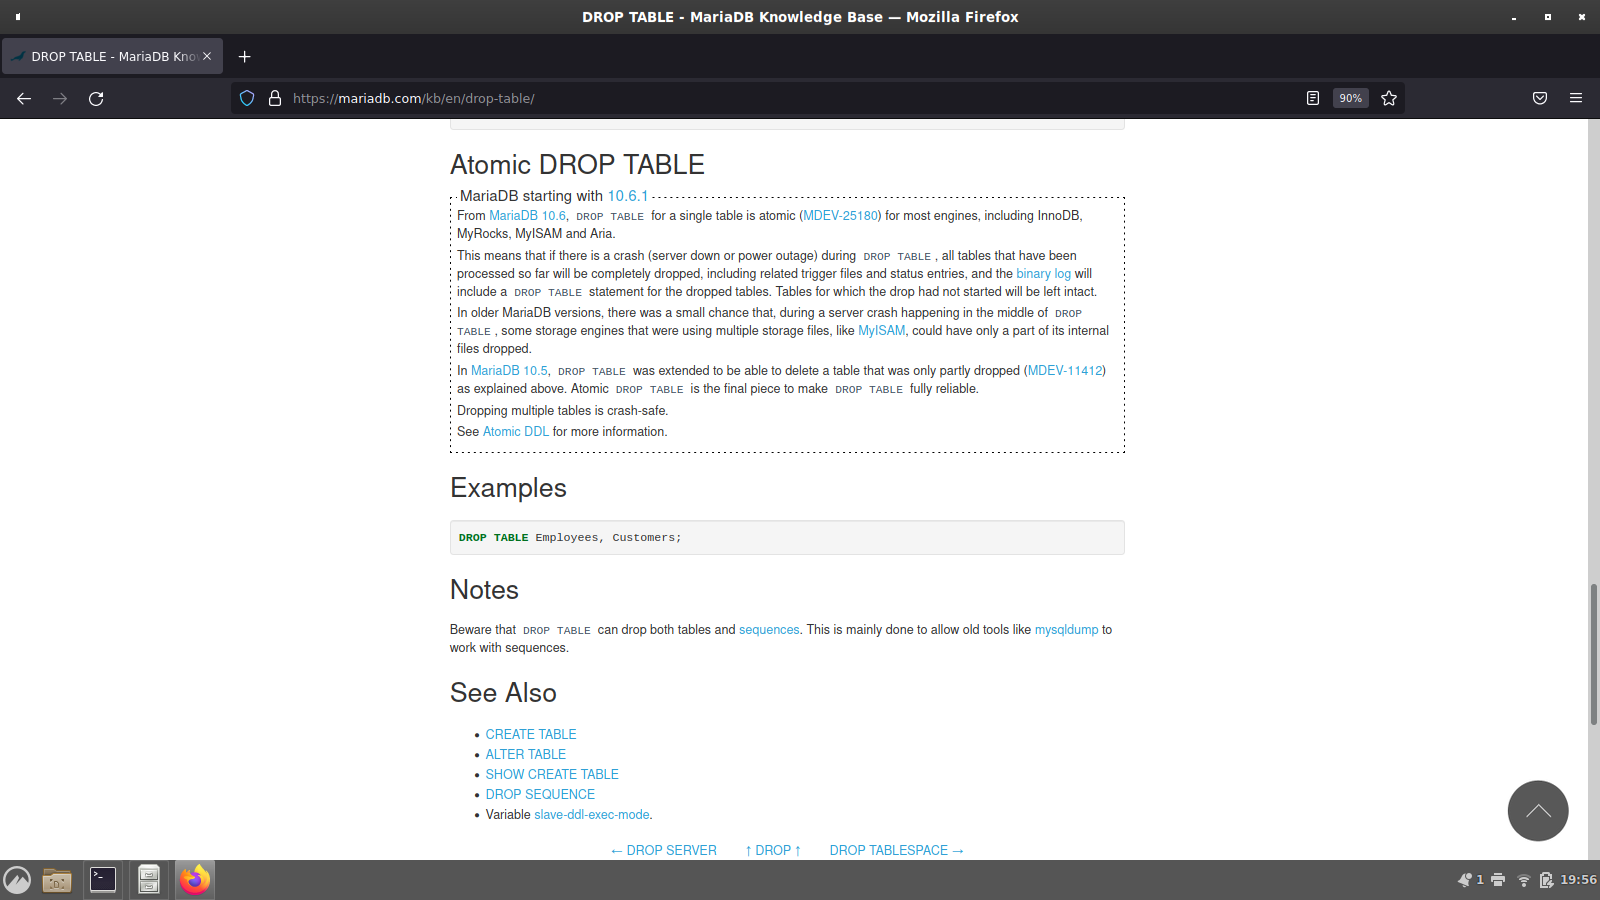 DROP TABLE - MariaDB Knowledge Base — Mozilla Firefox
DROP TABLE - MariaDB Kno
https://mariadb.com/kb/en/drop-table/
90%
Atomic DROP TABLE
MariaDB starting with 10.6.1
From MariaDB 10.6, DROP TABLE for a single table is atomic (MDEV-25180) for most engines, including InnoDB,
MyRocks, MyISAM and Aria.
This means that if there is a crash (server down or power outage) during DROP TABLE, all tables that have been
processed so far will be completely dropped, including related trigger files and status entries, and the binary log will
include a DROP TABLE statement for the dropped tables. Tables for which the drop had not started will be left intact.
In older MariaDB versions, there was a small chance that, during a server crash happening in the middle of DROP
TABLE, some storage engines that were using multiple storage files, like MyISAM, could have only a part of its internal
files dropped.
In MariaDB 10.5, DROP TABLE was extended to be able to delete a table that was only partly dropped (MDEV-11412)
as explained above. Atomic DROP TABLE is the final piece to make DROP TABLE fully reliable.
Dropping multiple tables is crash-safe.
See Atomic DDL for more information.
Examples
DROP TABLE Employees, Customers;
Notes
Beware that DROP TABLE can drop both tables and sequences. This is mainly done to allow old tools like mysqldump to
work with sequences.
See Also
• CREATE TABLE
• ALTER TABLE
• SHOW CREATE TABLE
• DROP SEQUENCE
• Variable slave-ddl-exec-mode.
← DROP SERVER ↑ DROP ↑ DROP TABLESPACE →
1 19:56